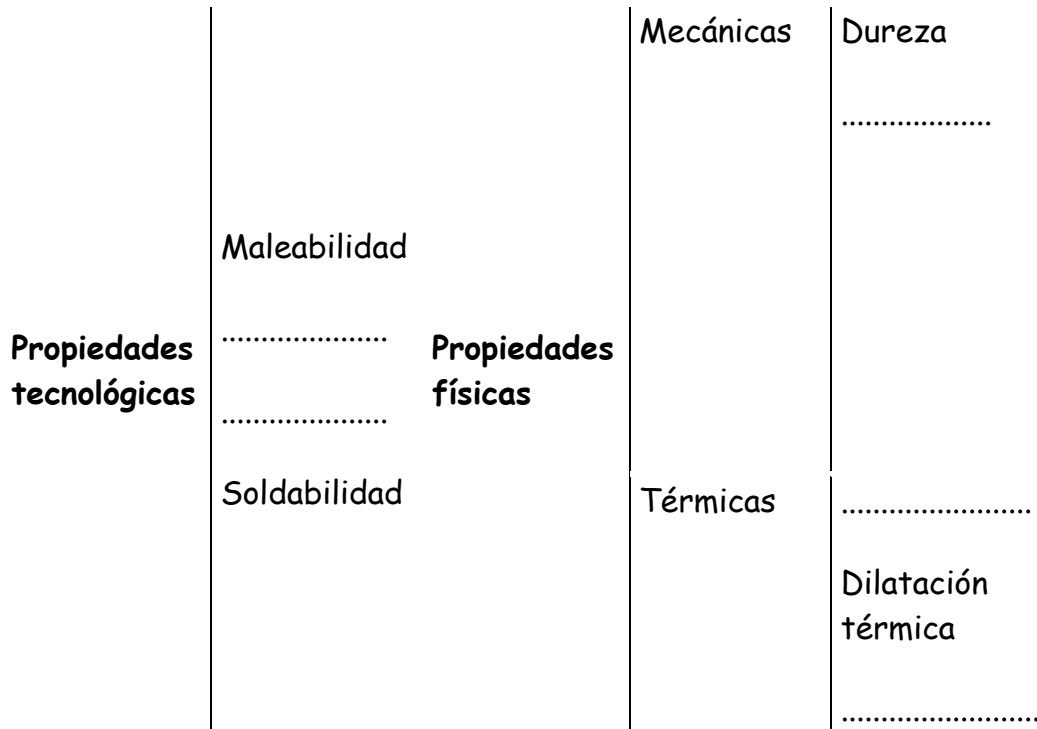 Propiedades
tecnológicas
Maleabilidad
.....................
.....................
Soldabilidad
Propiedades
físicas
Mecánicas
Dureza
...................
Térmicas
........................
Dilatación
térmica
.........................